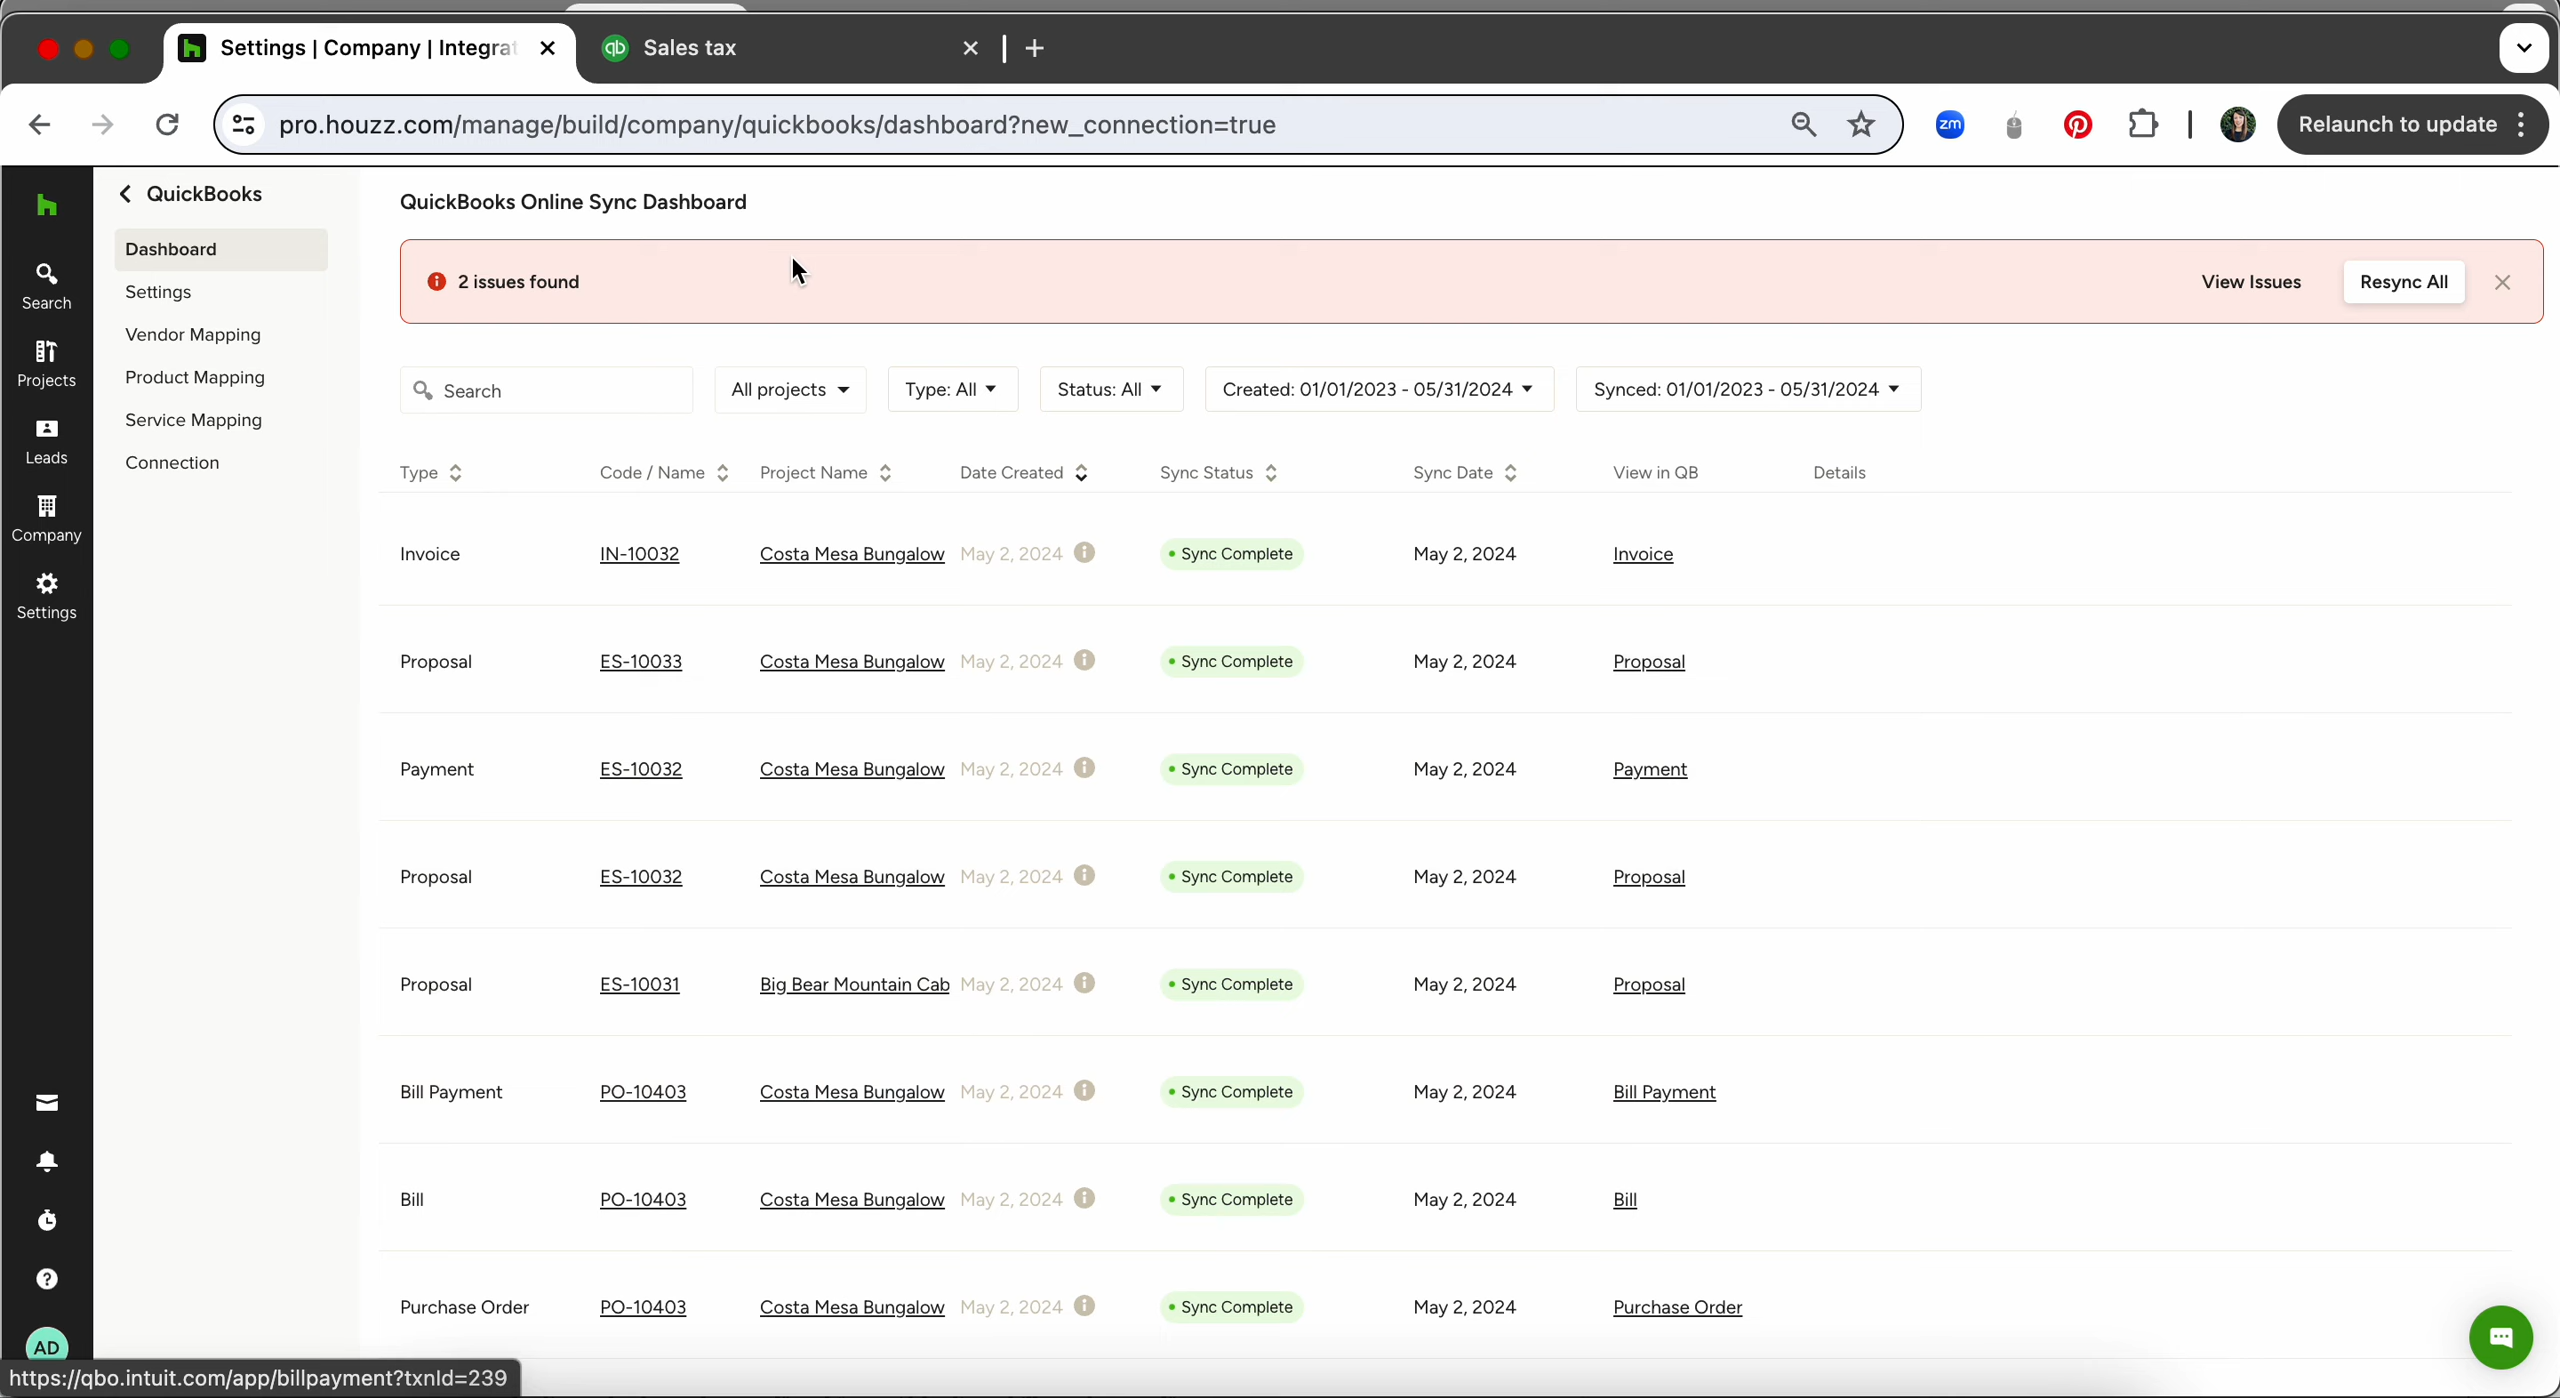 Settings | Company | Integrat
Sales tax
pro.houzz.com/manage/build/company/quickbooks/dashboard?new_connection=true
zm
Relaunch to update
QuickBooks
Dashboard
Settings
Vendor Mapping
Product Mapping
Service Mapping
Connection
Search
Projects
Leads
Company
Settings
AD
QuickBooks Online Sync Dashboard
2 issues found
View Issues
Resync All
Search
All projects
Type: All
Status: All
Created: 01/01/2023 - 05/31/2024
Synced: 01/01/2023 - 05/31/2024
Type Code / Name Project Name Date Created Sync Status Sync Date View in QB Details
Invoice IN-10032 Costa Mesa Bungalow May 2, 2024 Sync Complete May 2, 2024 Invoice
Proposal ES-10033 Costa Mesa Bungalow May 2, 2024 Sync Complete May 2, 2024 Proposal
Payment ES-10032 Costa Mesa Bungalow May 2, 2024 Sync Complete May 2, 2024 Payment
Proposal ES-10032 Costa Mesa Bungalow May 2, 2024 Sync Complete May 2, 2024 Proposal
Proposal ES-10031 Big Bear Mountain Cab May 2, 2024 Sync Complete May 2, 2024 Proposal
Bill Payment PO-10403 Costa Mesa Bungalow May 2, 2024 Sync Complete May 2, 2024 Bill Payment
Bill PO-10403 Costa Mesa Bungalow May 2, 2024 Sync Complete May 2, 2024 Bill
Purchase Order PO-10403 Costa Mesa Bungalow May 2, 2024 Sync Complete May 2, 2024 Purchase Order
https://qbo.intuit.com/app/billpayment?txnId=239